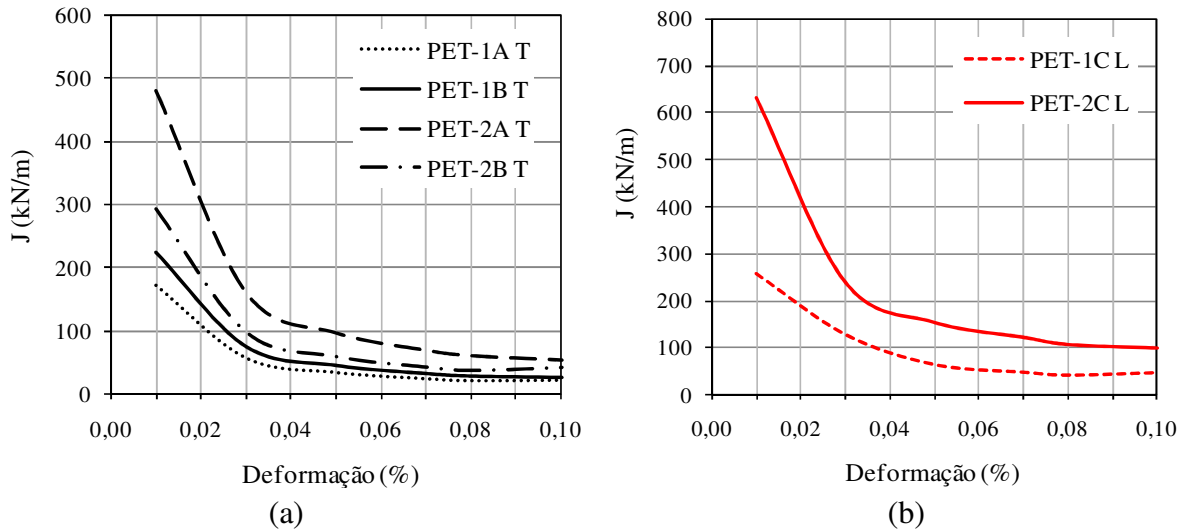 600
500
400
300
200
100
0
J (kN/m)
PET-1A T
PET-1B T
PET-2A T
PET-2B T
0,00 0,02 0,04 0,06 0,08 0,10
Deformação (%)
(a)
800
700
600
500
400
300
200
100
0
J (kN/m)
PET-1C L
PET-2C L
0,00 0,02 0,04 0,06 0,08 0,10
Deformação (%)
(b)